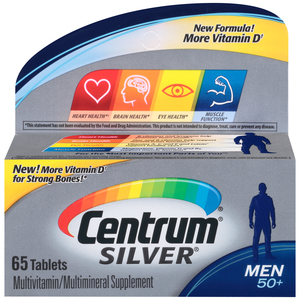 New Formula!
More Vitamin D†
HEART HEALTH^^
BRAIN HEALTH^^
EYE HEALTH^^
MUSCLE
FUNCTION^^
*This statement has not been evaluated by the Food and Drug Administration. This product is not intended to diagnose, treat, cure or prevent any disease.
New! More Vitamin D†
for Strong Bones!*
Centrum®
SILVER®
65 Tablets
Multivitamin/Multimineral Supplement
MEN
50+